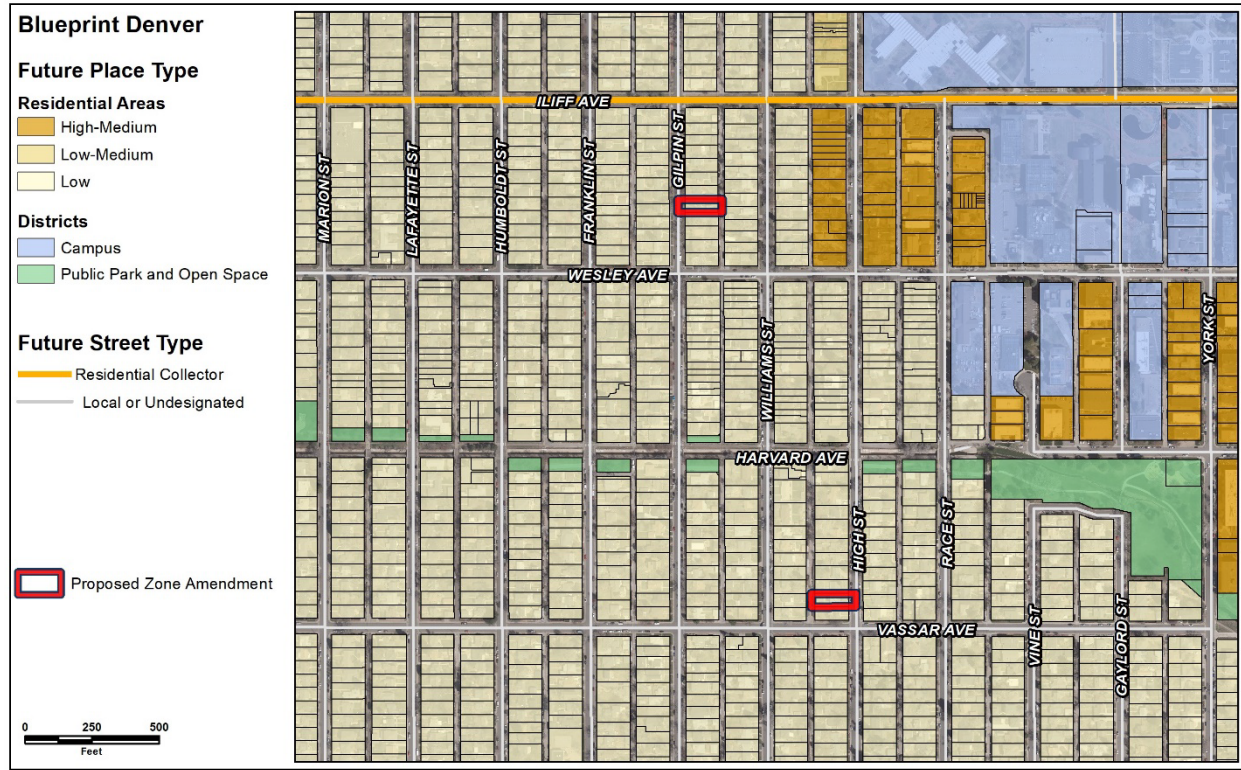 Blueprint Denver
Future Place Type
Residential Areas
High-Medium
Low-Medium
Low
Districts
Campus
Public Park and Open Space
Future Street Type
Residential Collector
Local or Undesignated
Proposed Zone Amendment
0 250 500
Feet
ILIFF AVE
MARION ST
LAFAYETTE ST
HUMBOLDT ST
FRANKLIN ST
GILPIN ST
WESLEY AVE
WILLIAMS ST
YORK ST
HARVARD AVE
HIGH ST
RACE ST
VASSAR AVE
VINE ST
GAYLORD ST